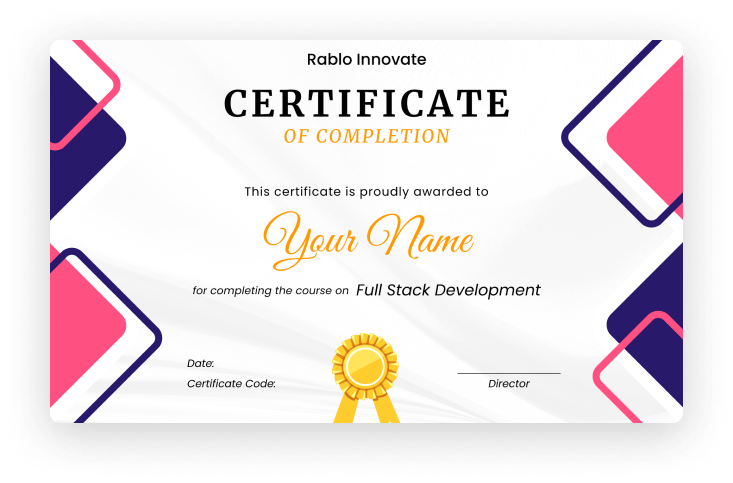 Rablo Innovate
CERTIFICATE
OF COMPLETION
This certificate is proudly awarded to
Your Name
for completing the course on Full Stack Development
Date:
Certificate Code:
Director